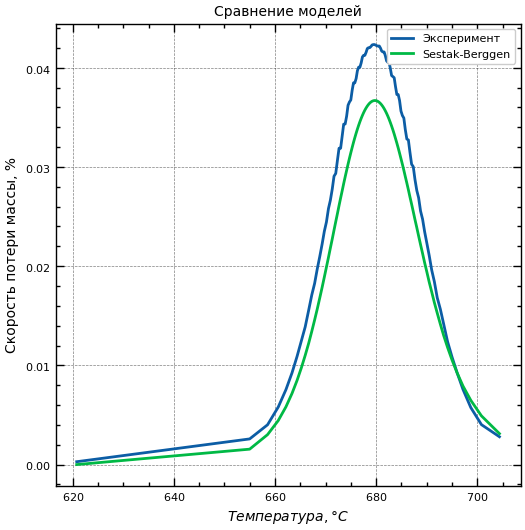 Сравнение моделей
Эксперимент
Sestak-Berggen
Скорость потери массы, %
0.04
0.03
0.02
0.01
0.00
620 640 660 680 700
Температура, °C